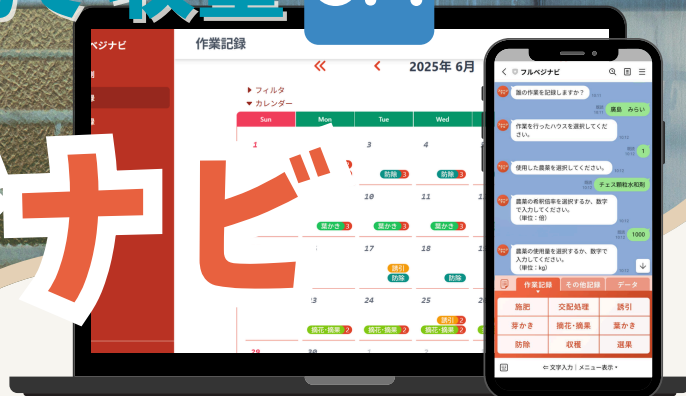 収量
ベジナビ
作業記録
2025年 6月
フィルタ
カレンダー
Sun Mon Tue Wed
1 3 4
防除 3 防除 3
10 11
葉かき 3 葉かき 3 葉かき 3
17 18
誘引
防除 防除
24 25
誘引 2
摘花・摘果 2 摘花・摘果 2 摘花・摘果 2
29 30
ナビ
フルベジナビ
誰の作業を記録しますか？
廣島 みらい
作業を行ったハウスを選択してください。
1
使用した農薬を選択してください。
チェス顆粒水和剤
農薬の希釈倍率を選択するか、数字
で入力してください。
（単位：倍）
1000
農薬の使用量を選択するか、数字で
入力してください。
（単位：kg）
作業記録 その他記録 データ
施肥 交配処理 誘引
芽かき 摘花・摘果 葉かき
防除 収穫 選果
文字入力｜メニュー表示